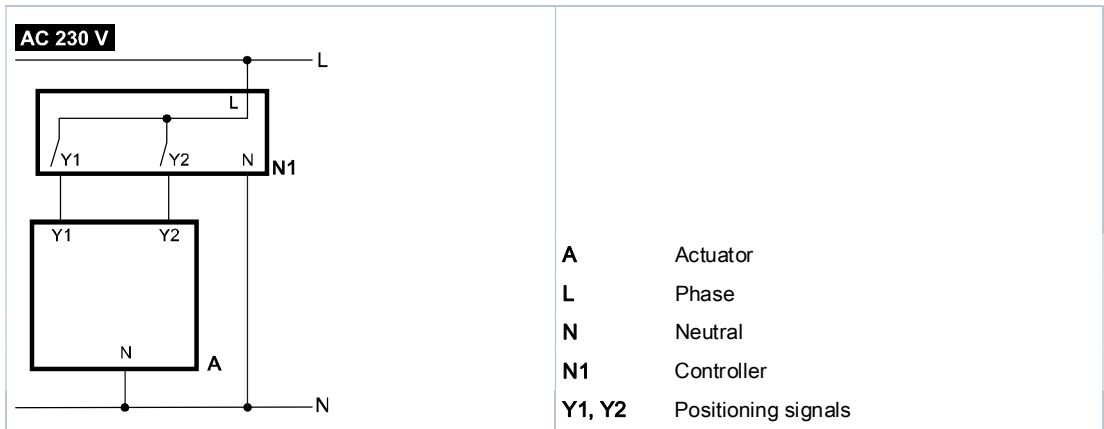 AC 230 V
L
L
Y1 Y2 N
N1
Y1 Y2
N
A
N
A Actuator
L Phase
N Neutral
N1 Controller
Y1, Y2 Positioning signals